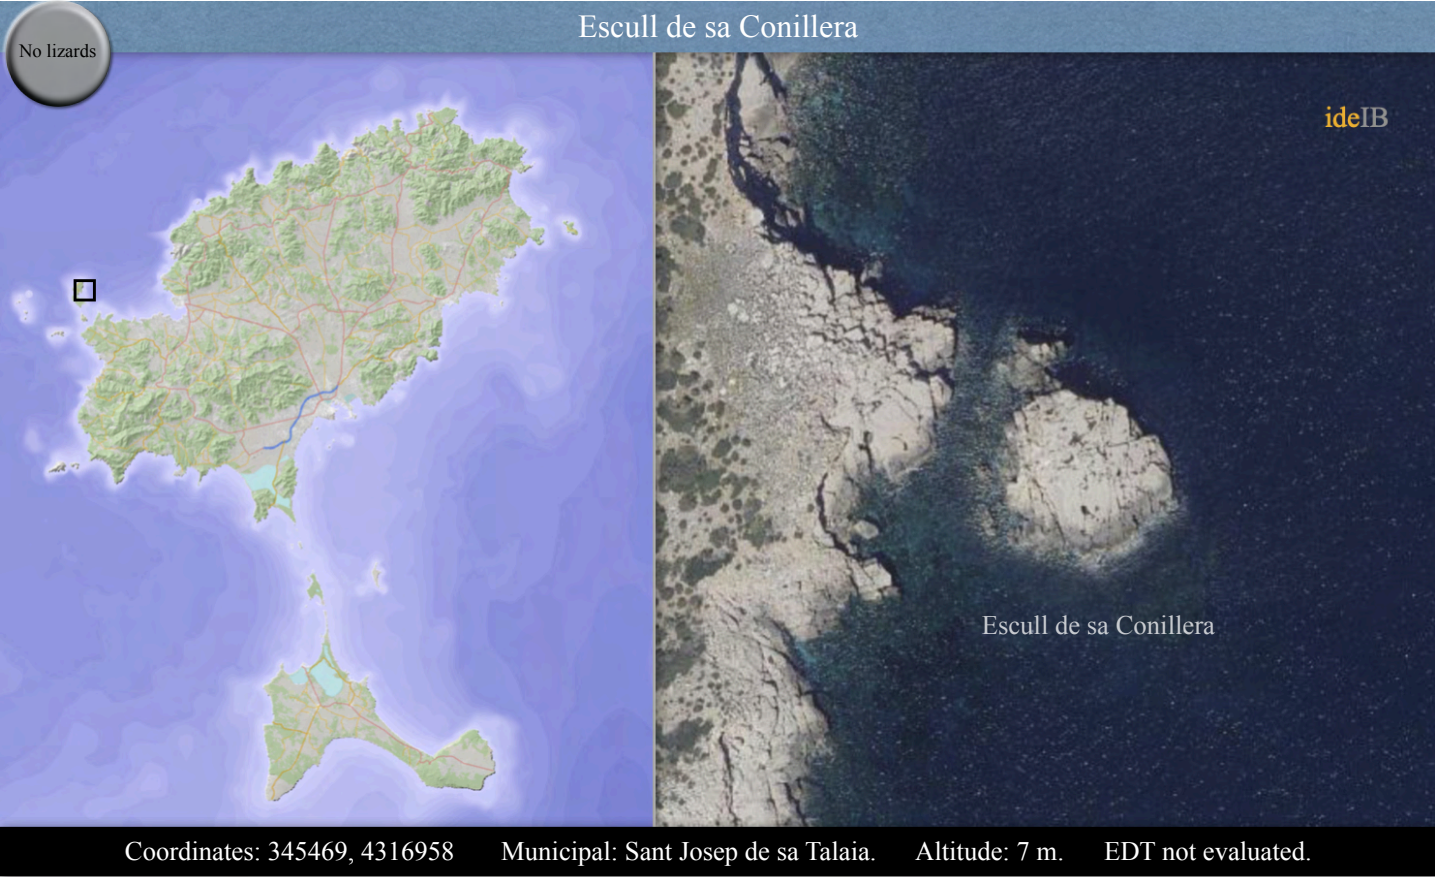 Escull de sa Conillera
No lizards
ideIB
Escull de sa Conillera
Coordinates: 345469, 4316958 Municipal: Sant Josep de sa Talaia. Altitude: 7 m. EDT not evaluated.